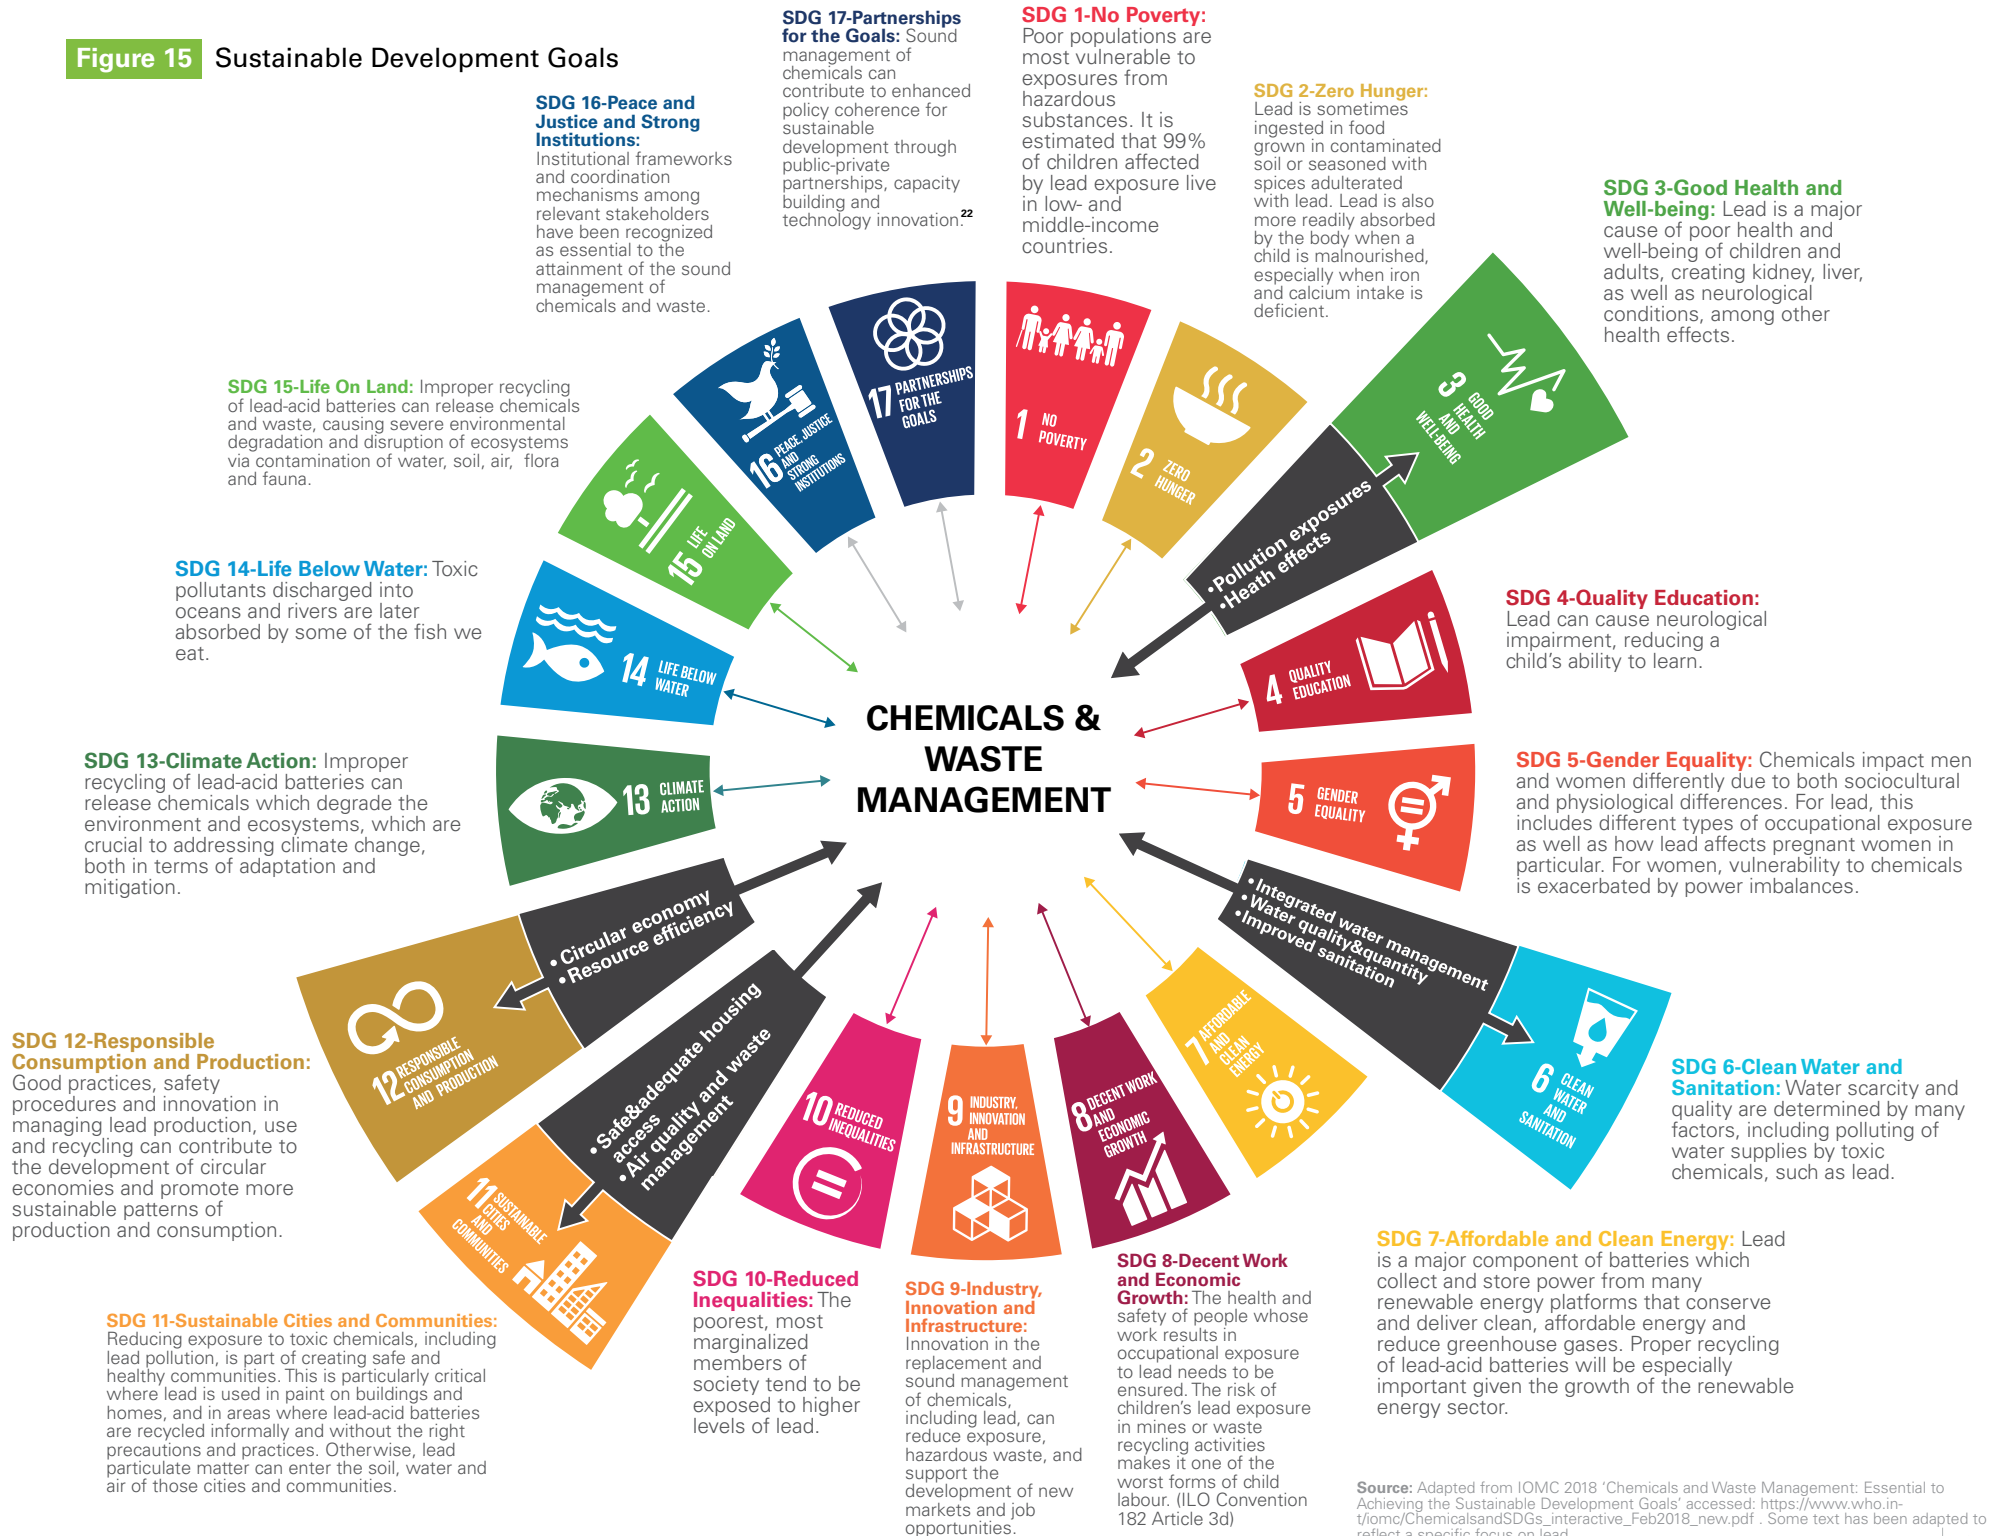 Figure 15 Sustainable Development Goals
SDG 17-Partnerships
for the Goals: Sound
management of
chemicals can
contribute to enhanced
policy coherence for
sustainable
development through
public-private
partnerships, capacity
building and
technology innovation.22
SDG 1-No Poverty:
Poor populations are
most vulnerable to
exposures from
hazardous
substances. It is
estimated that 99%
of children affected
by lead exposure live
in low- and
middle-income
countries.
SDG 2-Zero Hunger:
Lead is sometimes
ingested in food
grown in contaminated
soil or seasoned with
spices adulterated
with lead. Lead is also
more readily absorbed
by the body when a
child is malnourished,
especially when iron
and calcium intake is
deficient.
SDG 3-Good Health and
Well-being: Lead is a major
cause of poor health and
well-being of children and
adults, creating kidney, liver,
as well as neurological
conditions, among other
health effects.
SDG 16-Peace and
Justice and Strong
Institutions:
Institutional frameworks
and coordination
mechanisms among
relevant stakeholders
have been recognized
as essential to the
attainment of the sound
management of
chemicals and waste.
SDG 15-Life On Land: Improper recycling
of lead-acid batteries can release chemicals
and waste, causing severe environmental
degradation and disruption of ecosystems
via contamination of water, soil, air, flora
and fauna.
SDG 14-Life Below Water: Toxic
pollutants discharged into
oceans and rivers are later
absorbed by some of the fish we
eat.
SDG 13-Climate Action: Improper
recycling of lead-acid batteries can
release chemicals which degrade the
environment and ecosystems, which are
crucial to addressing climate change,
both in terms of adaptation and
mitigation.
SDG 12-Responsible
Consumption and Production:
Good practices, safety
procedures and innovation in
managing lead production, use
and recycling can contribute to
the development of circular
economies and promote more
sustainable patterns of
production and consumption.
SDG 11-Sustainable Cities and Communities:
Reducing exposure to toxic chemicals, including
lead pollution, is part of creating safe and
healthy communities. This is particularly critical
where lead is used in paint on buildings and
homes, and in areas where lead-acid batteries
are recycled informally and without the right
precautions and practices. Otherwise, lead
particulate matter can enter the soil, water and
air of those cities and communities.
17 PARTNERSHIPS
FOR THE
GOALS
1 NO
POVERTY
2 ZERO
HUNGER
3 GOOD
HEALTH
AND
WELL-BEING
•Pollution exposures
•Heath effects
16 PEACE, JUSTICE
AND
STRONG
INSTITUTIONS
15 LIFE
ON LAND
14 LIFE BELOW
WATER
13 CLIMATE
ACTION
CHEMICALS &
WASTE
MANAGEMENT
4 QUALITY
EDUCATION
5 GENDER
EQUALITY
•Integrated water management
•Water quality&quantity
•Improved sanitation
6 CLEAN
WATER
AND
SANITATION
7 AFFORDABLE
AND
CLEAN
ENERGY
8 DECENT WORK
AND
ECONOMIC
GROWTH
9 INDUSTRY,
INNOVATION
AND
INFRASTRUCTURE
10 REDUCED
INEQUALITIES
•Safe&adequate housing
access
•Air quality and waste
management
11 SUSTAINABLE
CITIES
AND
COMMUNITIES
•Circular economy
•Resource efficiency
12 RESPONSIBLE
CONSUMPTION
AND PRODUCTION
SDG 4-Quality Education:
Lead can cause neurological
impairment, reducing a
child's ability to learn.
SDG 5-Gender Equality: Chemicals impact men
and women differently due to both sociocultural
and physiological differences. For lead, this
includes different types of occupational exposure
as well as how lead affects pregnant women in
particular. For women, vulnerability to chemicals
is exacerbated by power imbalances.
SDG 6-Clean Water and
Sanitation: Water scarcity and
quality are determined by many
factors, including polluting of
water supplies by toxic
chemicals, such as lead.
SDG 7-Affordable and Clean Energy: Lead
is a major component of batteries which
collect and store power from many
renewable energy platforms that conserve
and deliver clean, affordable energy and
reduce greenhouse gases. Proper recycling
of lead-acid batteries will be especially
important given the growth of the renewable
energy sector.
SDG 10-Reduced
Inequalities: The
poorest, most
marginalized
members of
society tend to be
exposed to higher
levels of lead.
SDG 9-Industry,
Innovation and
Infrastructure:
Innovation in the
replacement and
sound management
of chemicals,
including lead, can
reduce exposure,
hazardous waste, and
support the
development of new
markets and job
opportunities.
SDG 8-Decent Work
and Economic
Growth: The health and
safety of people whose
work results in
occupational exposure
to lead needs to be
ensured. The risk of
children's lead exposure
in mines or waste
recycling activities
makes it one of the
worst forms of child
labour. (ILO Convention
182 Article 3d)
Source: Adapted from IOMC 2018 'Chemicals and Waste Management: Essential to
Achieving the Sustainable Development Goals' accessed: https://www.who.in-
t/iomc/ChemicalsandSDGs_interactive_Feb2018_new.pdf . Some text has been adapted to
reflect a specific focus on lead